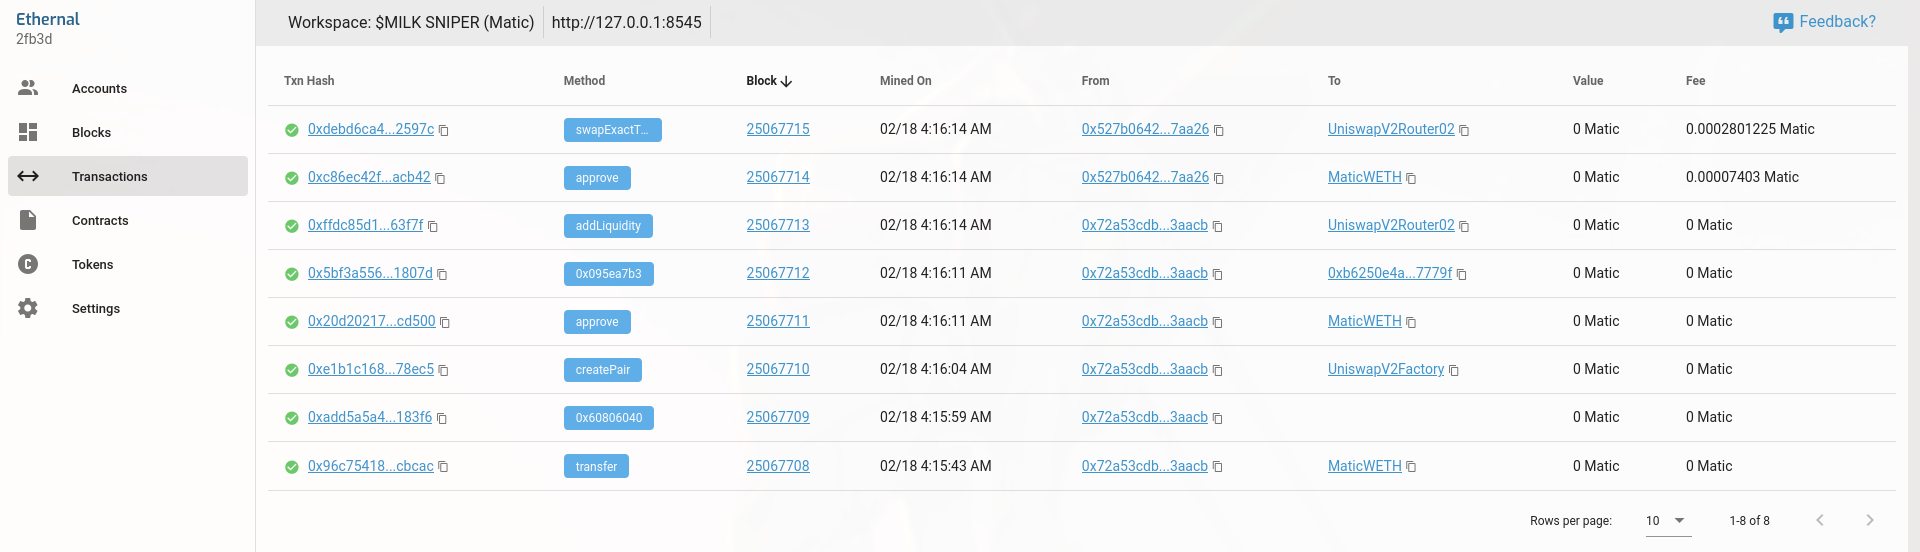 Ethernal
2fb3d
Accounts
Blocks
Transactions
Contracts
Tokens
Settings
Workspace: $MILK SNIPER (Matic) http://127.0.0.1:8545 Feedback?
Txn Hash Method Block Mined On From To Value Fee
0xdebd6ca4...2597c swapExactT... 25067715 02/18 4:16:14 AM 0x527b0642...7aa26 UniswapV2Router02 0 Matic 0.0002801225 Matic
0xc86ec42f...acb42 approve 25067714 02/18 4:16:14 AM 0x527b0642...7aa26 MaticWETH 0 Matic 0.00007403 Matic
0xffdc85d1...63f7f addLiquidity 25067713 02/18 4:16:14 AM 0x72a53cdb...3aacb UniswapV2Router02 0 Matic 0 Matic
0x5bf3a556...1807d 0x095ea7b3 25067712 02/18 4:16:11 AM 0x72a53cdb...3aacb 0xb6250e4a...7779f 0 Matic 0 Matic
0x20d20217...cd500 approve 25067711 02/18 4:16:11 AM 0x72a53cdb...3aacb MaticWETH 0 Matic 0 Matic
0xe1b1c168...78ec5 createPair 25067710 02/18 4:16:04 AM 0x72a53cdb...3aacb UniswapV2Factory 0 Matic 0 Matic
0xadd5a5a4...183f6 0x60806040 25067709 02/18 4:15:59 AM 0x72a53cdb...3aacb 0 Matic 0 Matic
0x96c75418...cbcac transfer 25067708 02/18 4:15:43 AM 0x72a53cdb...3aacb MaticWETH 0 Matic 0 Matic
Rows per page: 10 1-8 of 8